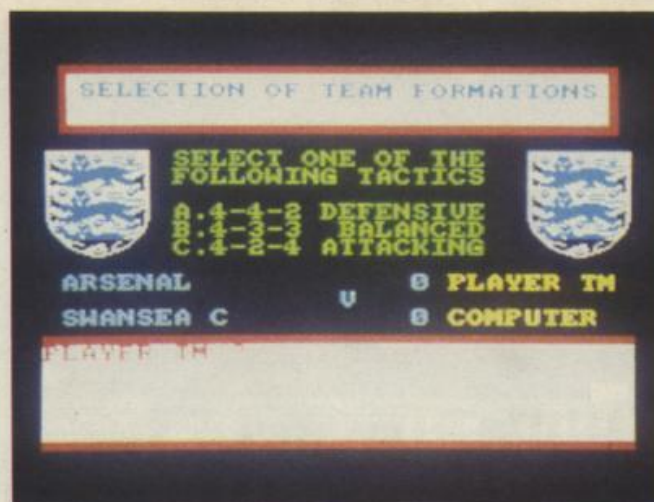 SELECTION OF TEAM FORMATIONS
SELECT ONE OF THE
FOLLOWING TACTICS
A.4-4-2 DEFENSIVE
B.4-3-3 BALANCED
C.4-2-4 ATTACKING
ARSENAL 0 PLAYER TM
V
SWANSEA C 0 COMPUTER
PLAYER TM